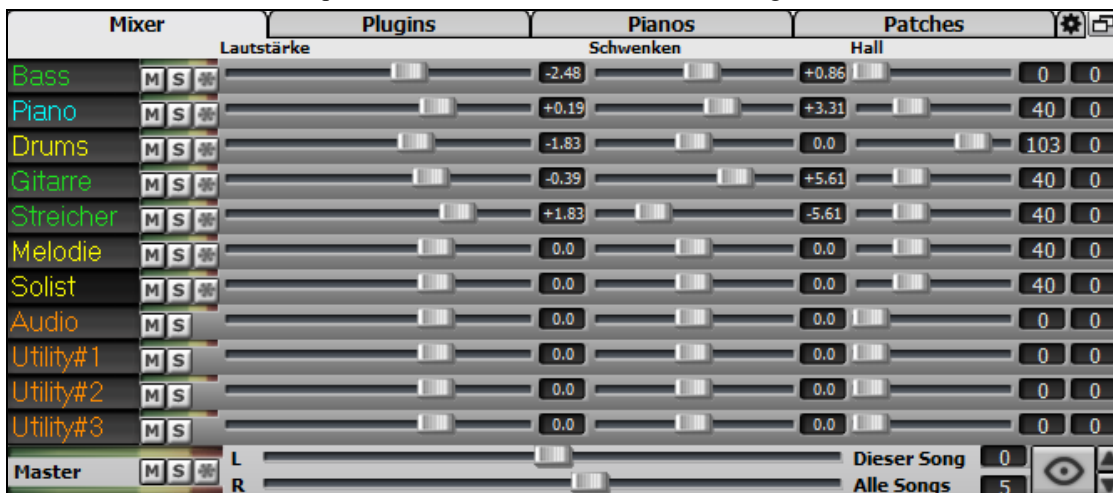 Mixer Plugins Pianos Patches
Lautstärke Schwenken Hall
Bass M S -2.48 +0.86 0 0
Piano M S +0.19 +3.31 40 0
Drums M S -1.83 0.0 103 0
Gitarre M S -0.39 +5.61 40 0
Streicher M S +1.83 -5.61 40 0
Melodie M S 0.0 0.0 40 0
Solist M S 0.0 0.0 40 0
Audio M S 0.0 0.0 0 0
Utility#1 M S 0.0 0.0 0 0
Utility#2 M S 0.0 0.0 0 0
Utility#3 M S 0.0 0.0 0 0
L Dieser Song 0
Master M S
R Alle Songs 5